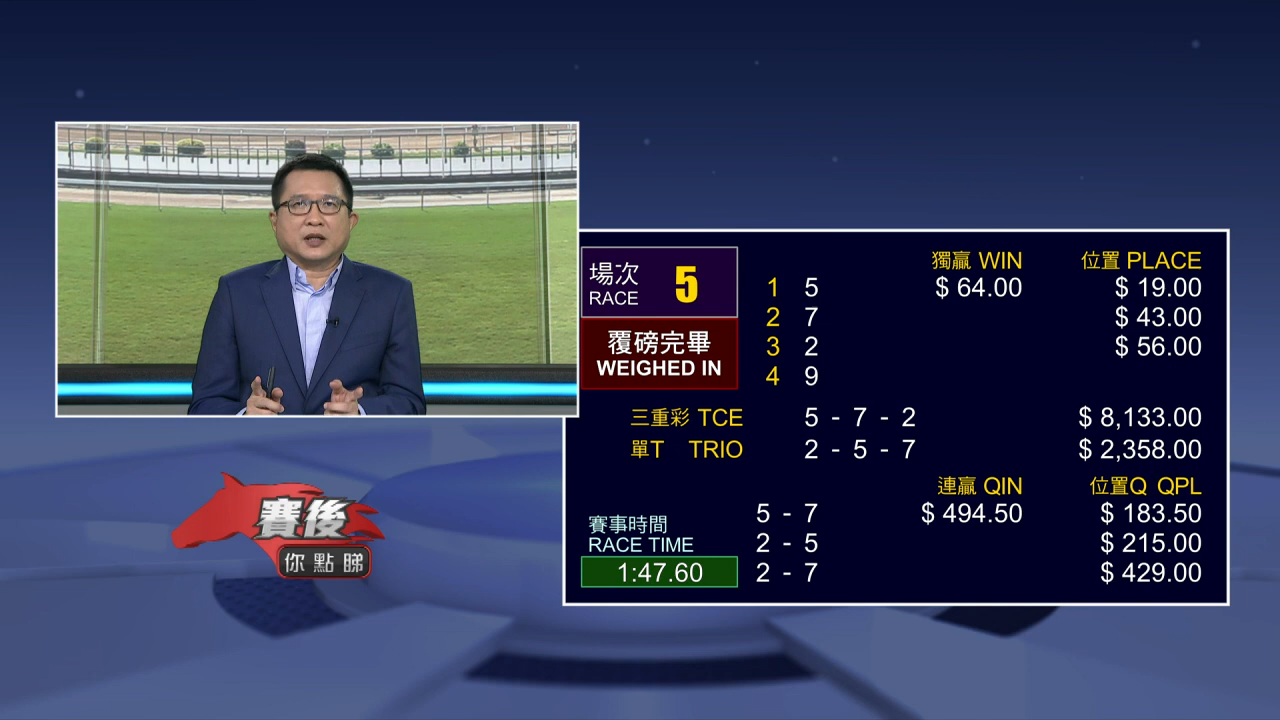 場次
RACE
5
覆磅完畢
WEIGHED IN
獨贏 WIN 位置 PLACE
1 5 $ 64.00 $ 19.00
2 7 $ 43.00
3 2 $ 56.00
4 9
三重彩 TCE 5 - 7 - 2 $ 8,133.00
單T TRIO 2 - 5 - 7 $ 2,358.00
連贏 QIN 位置Q QPL
5 - 7 $ 494.50 $ 183.50
2 - 5 $ 215.00
2 - 7 $ 429.00
賽事時間
RACE TIME
1:47.60
賽後
你點睇